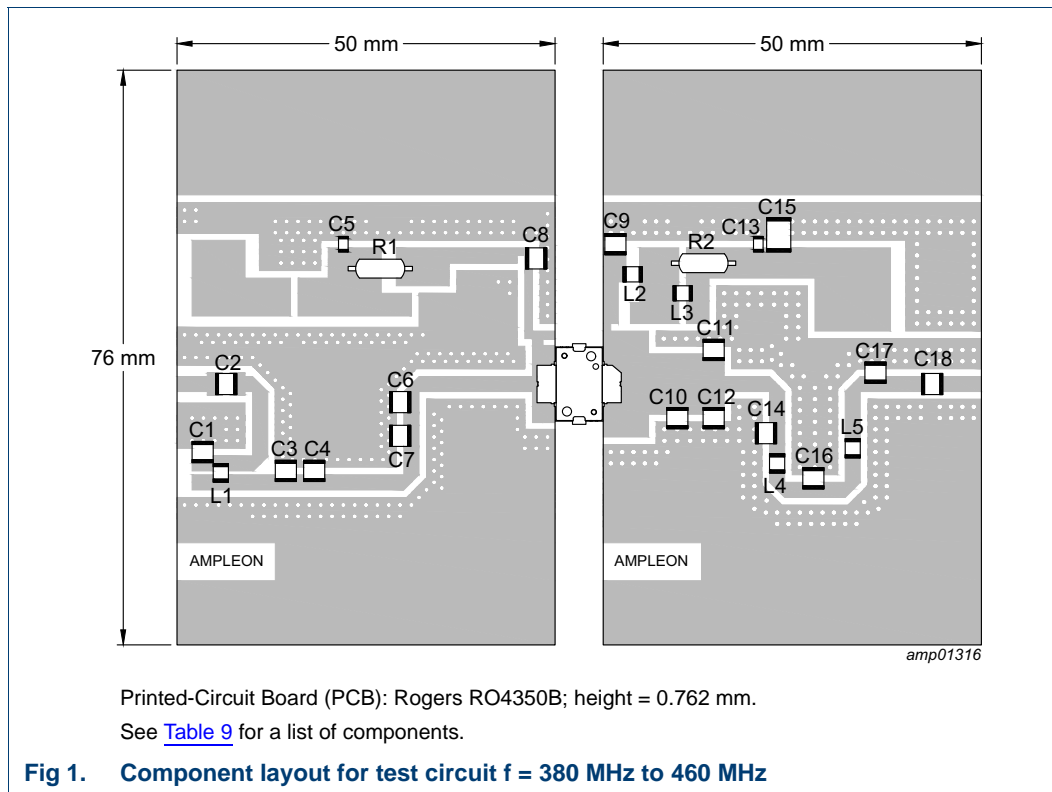 50 mm
50 mm
76 mm
C5
R1
C8
C9
C13
C15
R2
L2
L3
C11
C17
C18
C2
C6
C10
C12
C14
C1
C3
C4
C7
L1
L4
C16
L5
AMPLEON
AMPLEON
amp01316
Printed-Circuit Board (PCB): Rogers RO4350B; height = 0.762 mm.
See Table 9 for a list of components.
Fig 1. Component layout for test circuit f = 380 MHz to 460 MHz